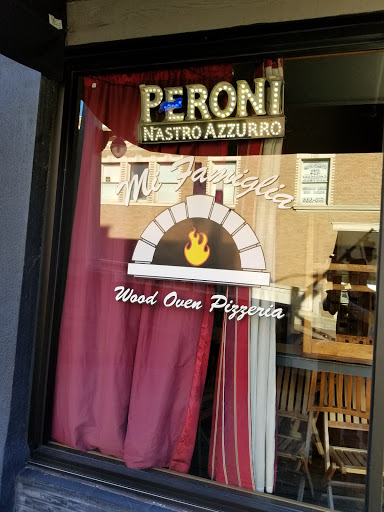 PERONI
NASTRO AZZURRO
Mi Famiglia
Wood Oven Pizzeria